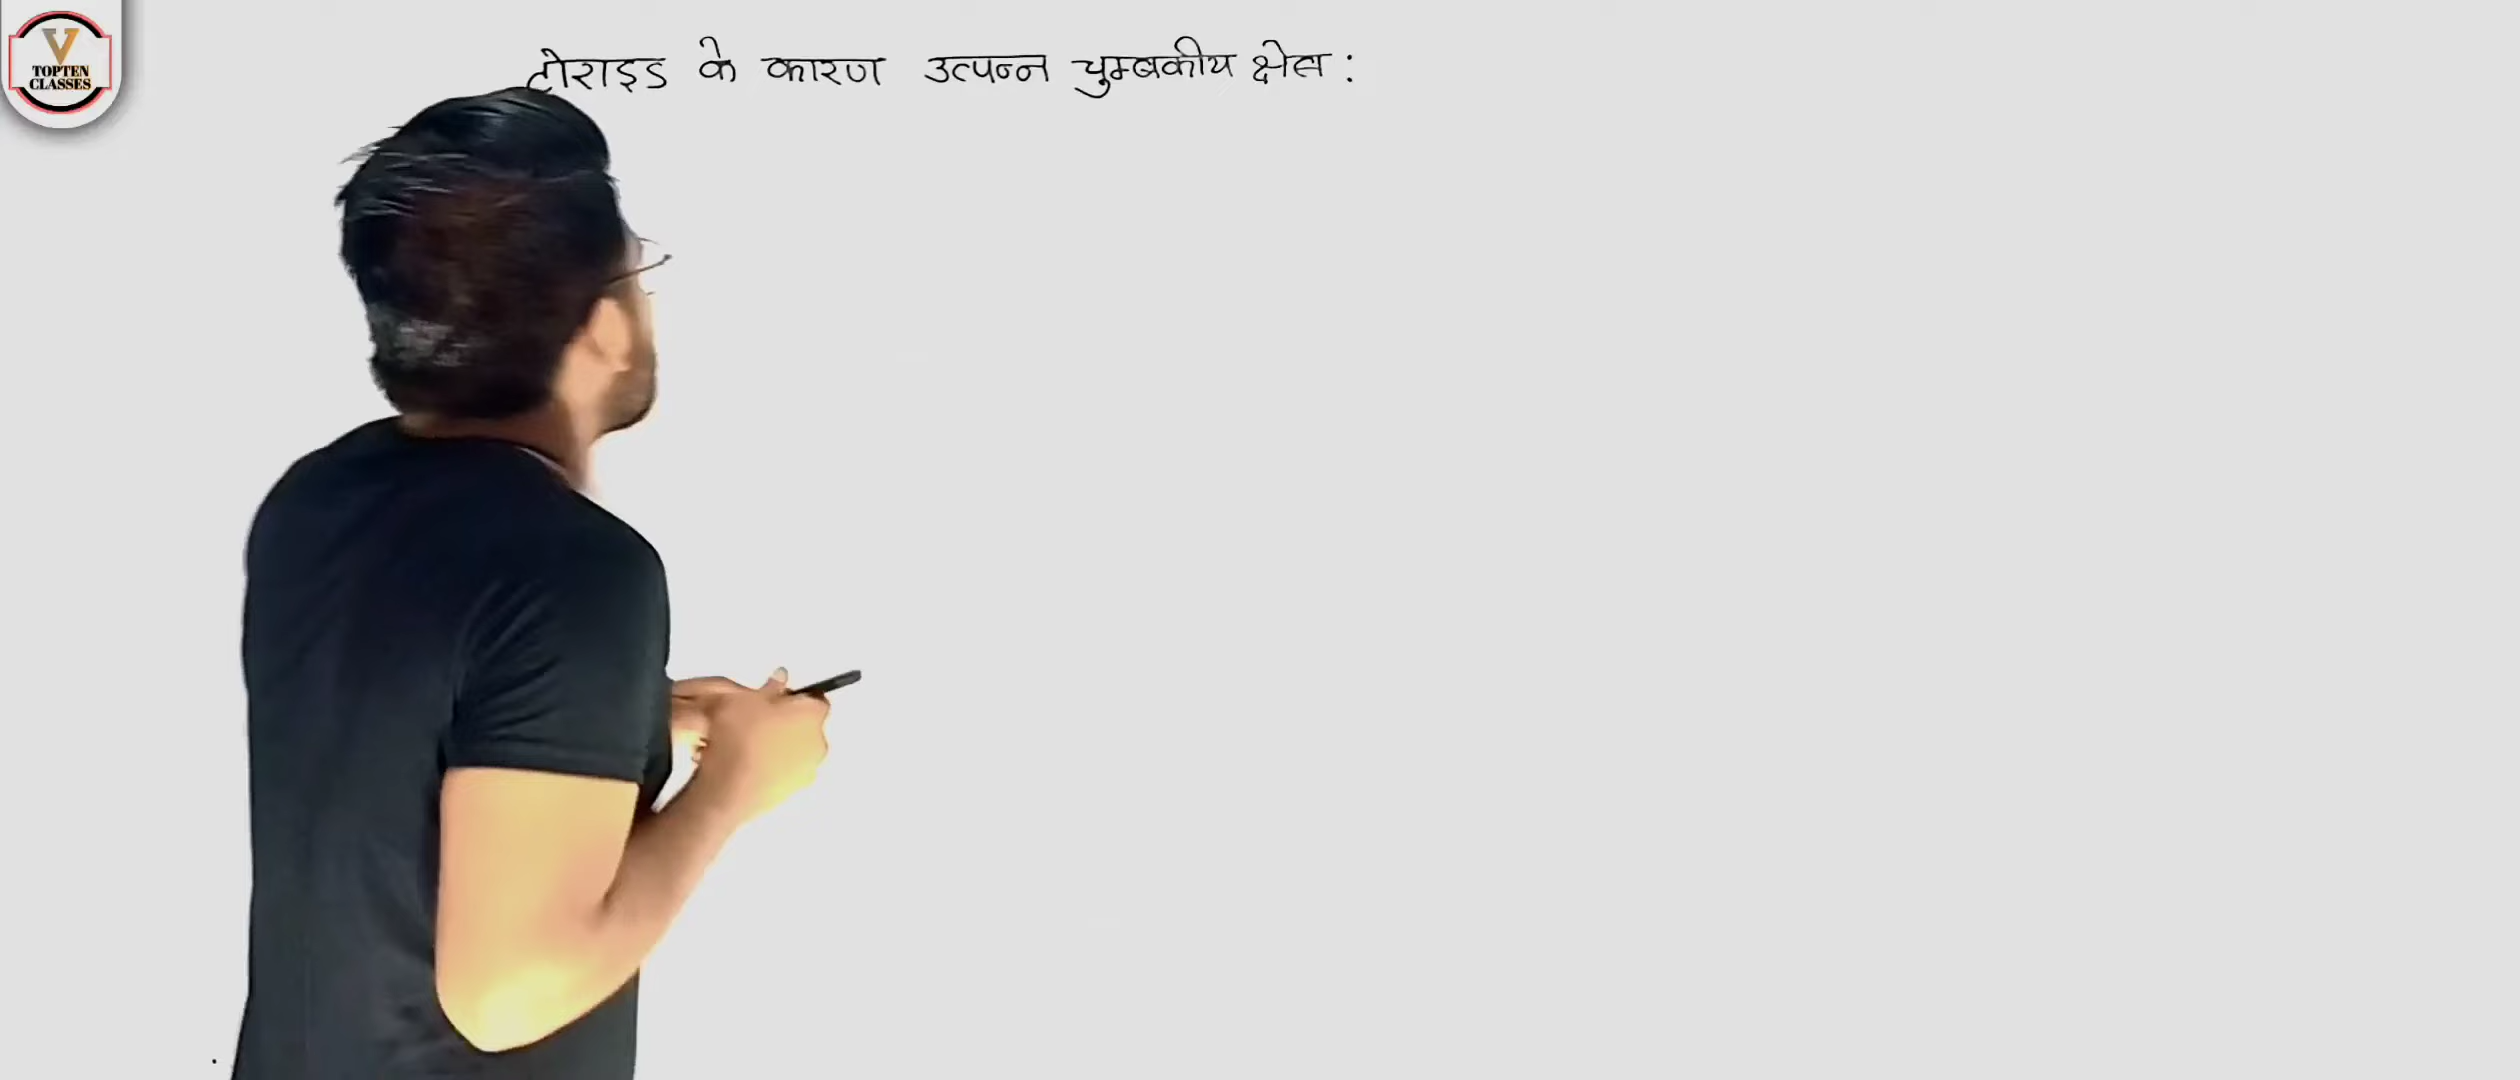 V
TOPTEN
CLASSES
टोराइड के कारण उत्पन्न चुम्बकीय क्षेत्र :